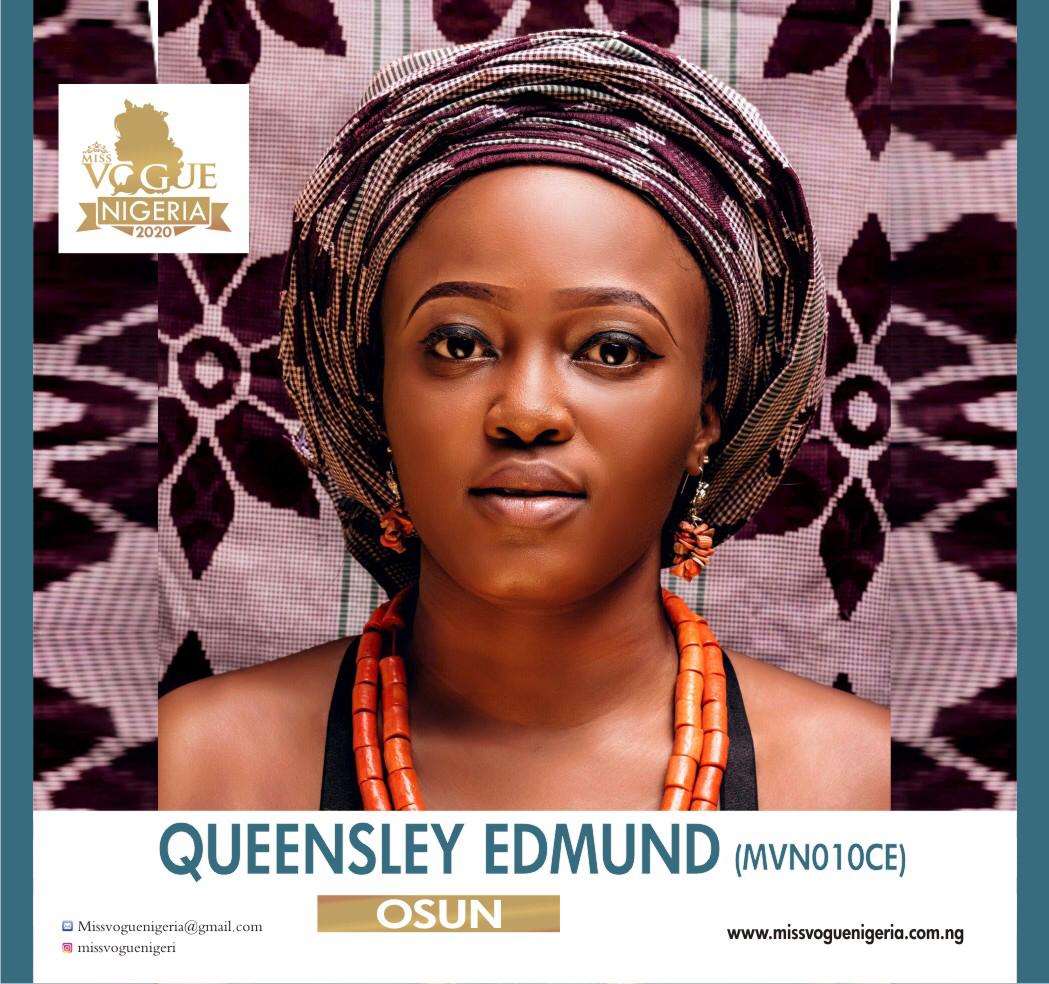 MISS
VOGUE
NIGERIA
2020
QUEENSLEY EDMUND (MVN010CE)
OSUN
Missvoguenigeria@gmail.com
missvoguenigeri
www.missvoguenigeria.com.ng